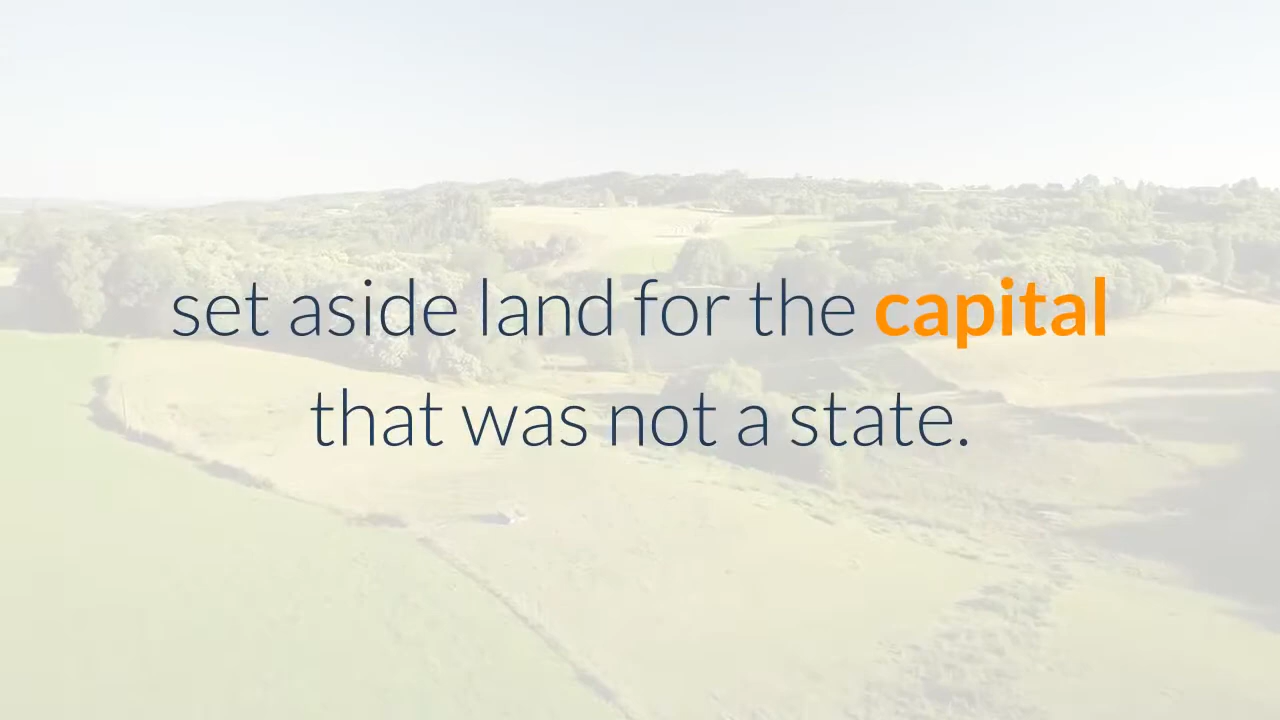 set aside land for the capital
that was not a state.